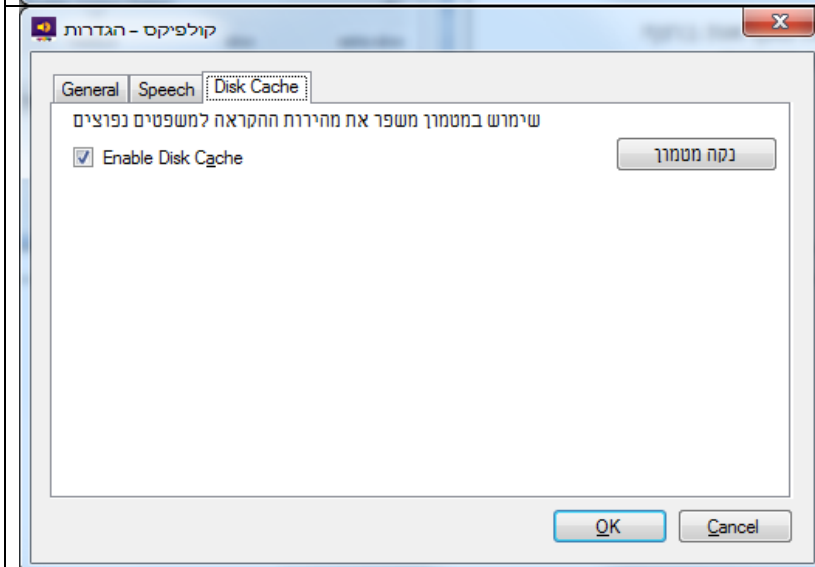 קולפיקס - הגדרות
General Speech Disk Cache
שימוש במטמון משפר את מהירות ההקראה למשפטים נפוצים
Enable Disk Cache
נקה מטמון
OK Cancel